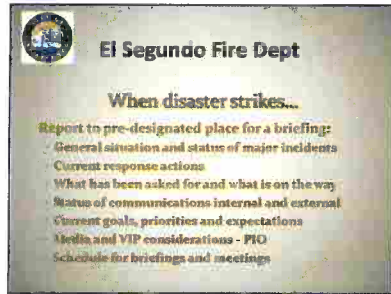 El Segundo Fire Dept
When disaster strikes...
Report to pre-designated place for a briefing:
General situation and status of major incidents
Current response actions
What has been asked for and what is on the way
Status of communications internal and external
Current goals, priorities and expectations
Media and VIP considerations - PIO
Schedule for briefings and meetings